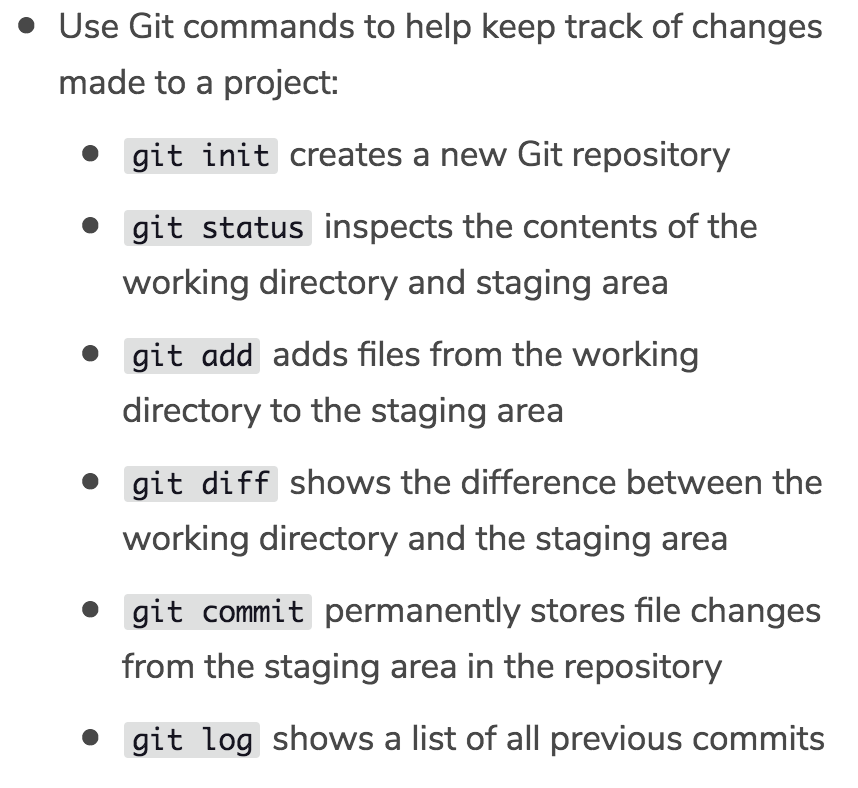 Use Git commands to help keep track of changes
made to a project:
git init creates a new Git repository
git status inspects the contents of the
working directory and staging area
git add adds files from the working
directory to the staging area
git diff shows the difference between the
working directory and the staging area
git commit permanently stores file changes
from the staging area in the repository
git log shows a list of all previous commits